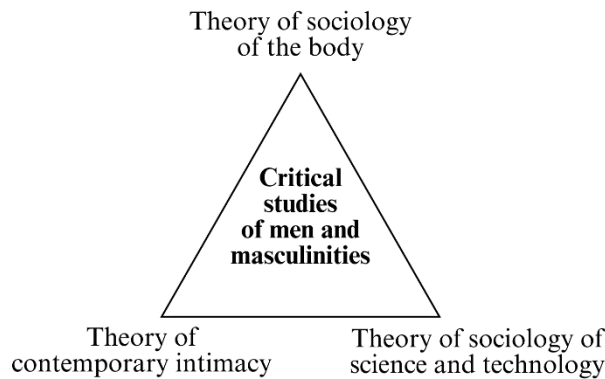 Theory of sociology
of the body
Critical
studies
of men and
masculinities
Theory of
contemporary intimacy
Theory of sociology of
science and technology